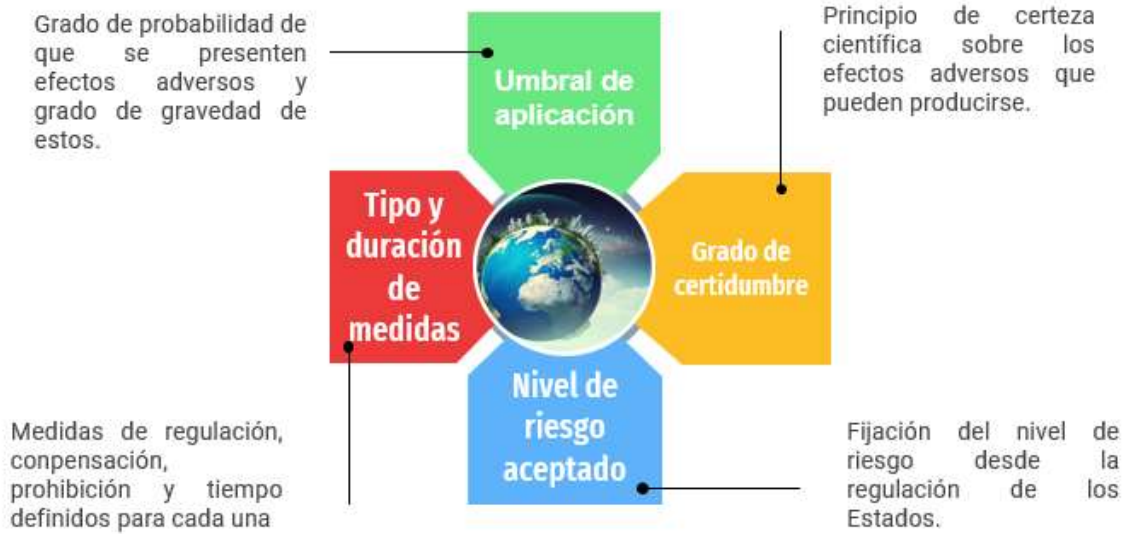 Grado de probabilidad de
que se presenten
efectos adversos y
grado de gravedad de
estos.
Umbral de
aplicación
Principio de certeza
científica sobre los
efectos adversos que
pueden producirse.
Tipo y
duración
de
medidas
Grado de
certidumbre
Nivel de
riesgo
aceptado
Medidas de regulación,
conpensación,
prohibición y tiempo
definidos para cada una
Fijación del nivel de
riesgo desde la
regulación de los
Estados.